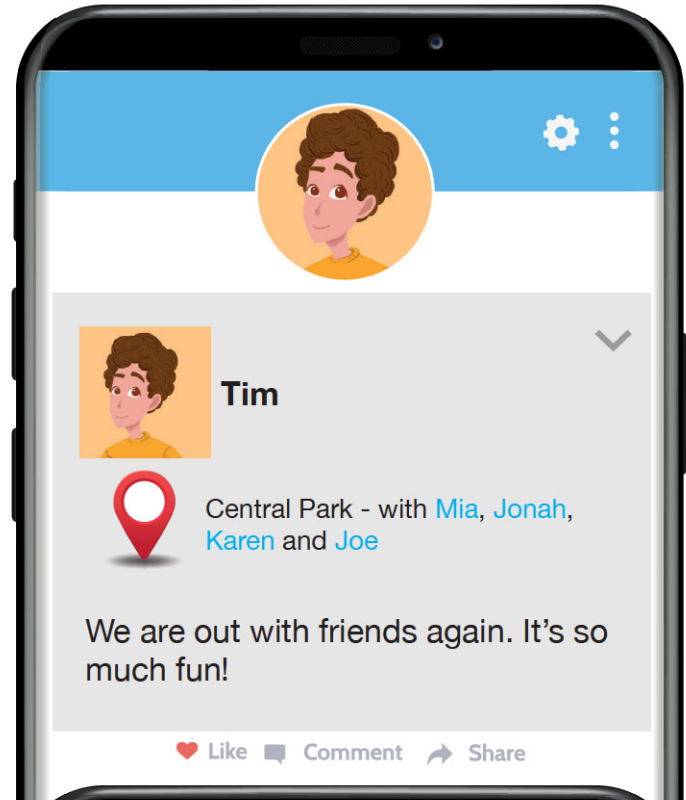 Tim
Central Park - with Mia, Jonah,
Karen and Joe
We are out with friends again. It's so
much fun!
Like Comment Share